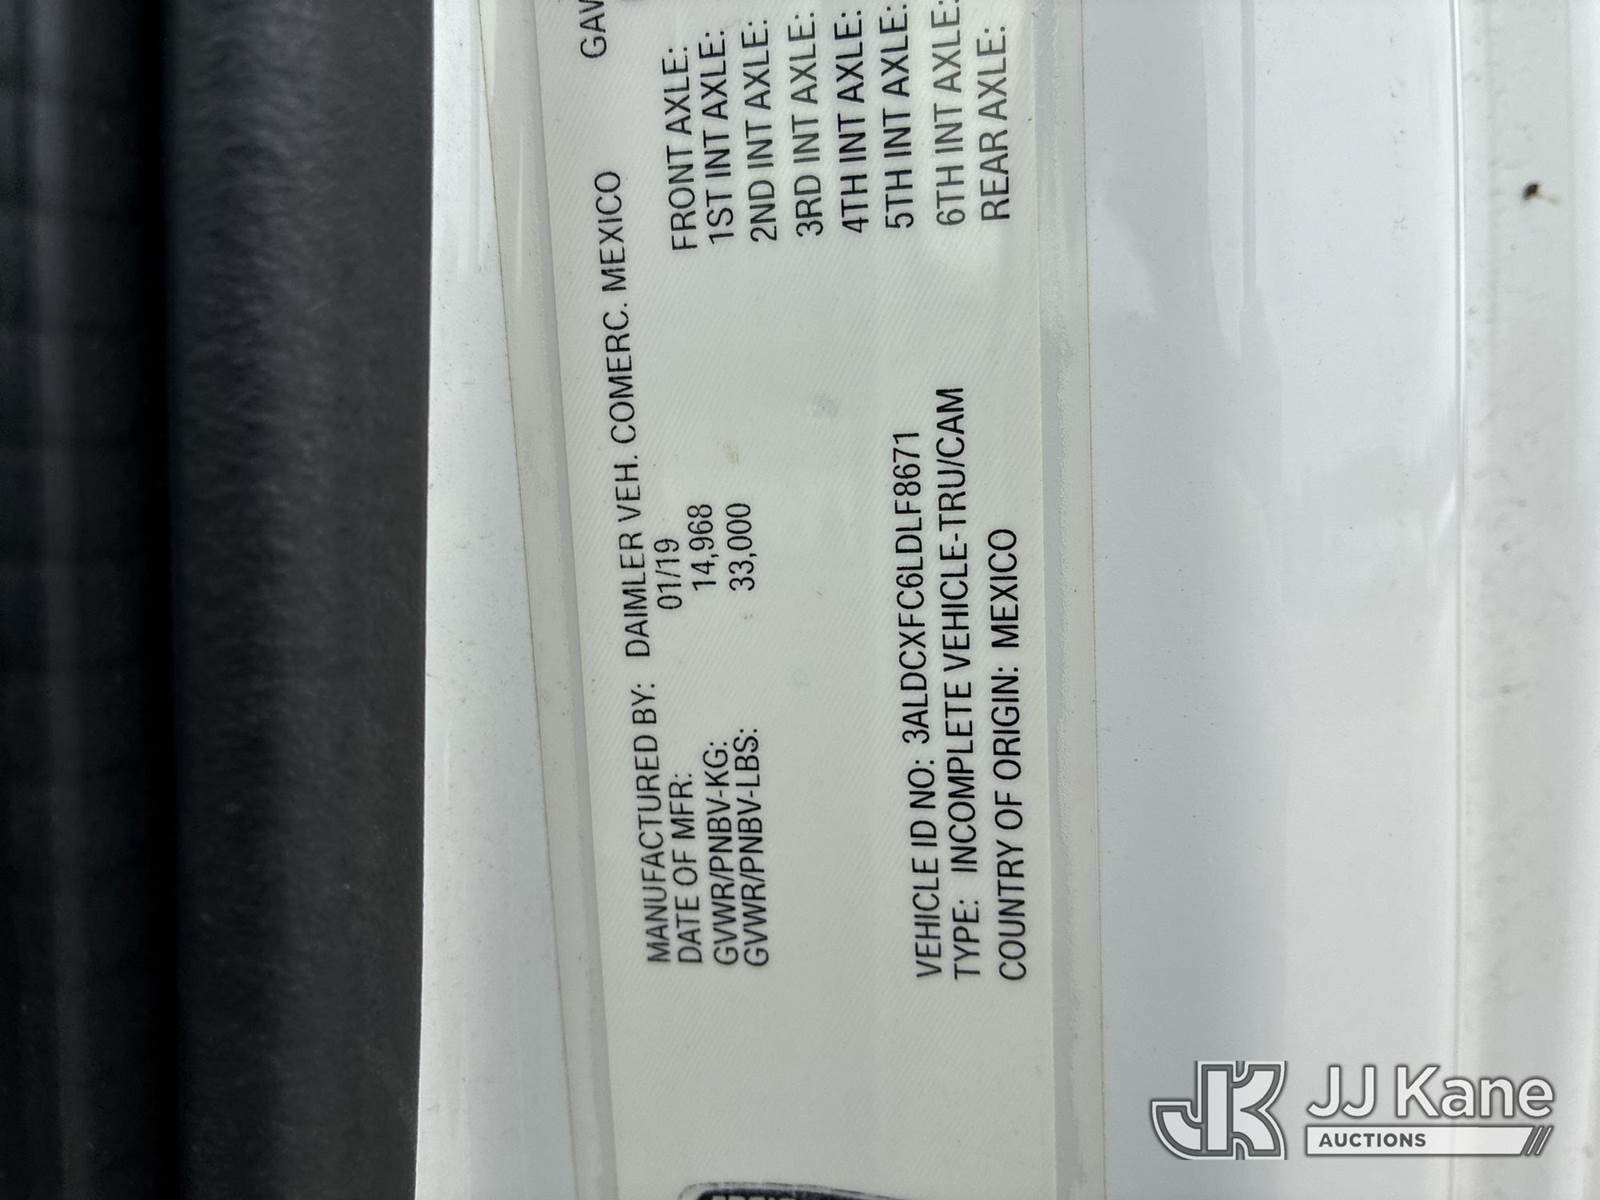 MANUFACTURED BY: DAIMLER VEH. COMERC. MEXICO
DATE OF MFR: 01/19
GVWR/PNBV-KG: 14,968
GVWR/PNBV-LBS: 33,000
VEHICLE ID NO: 3ALDCXFC6LDLF8671
TYPE: INCOMPLETE VEHICLE-TRU/CAM
COUNTRY OF ORIGIN: MEXICO
FRONT AXLE:
1ST INT AXLE:
2ND INT AXLE:
3RD INT AXLE:
4TH INT AXLE:
5TH INT AXLE:
6TH INT AXLE:
REAR AXLE:
JK
JJ Kane
AUCTIONS